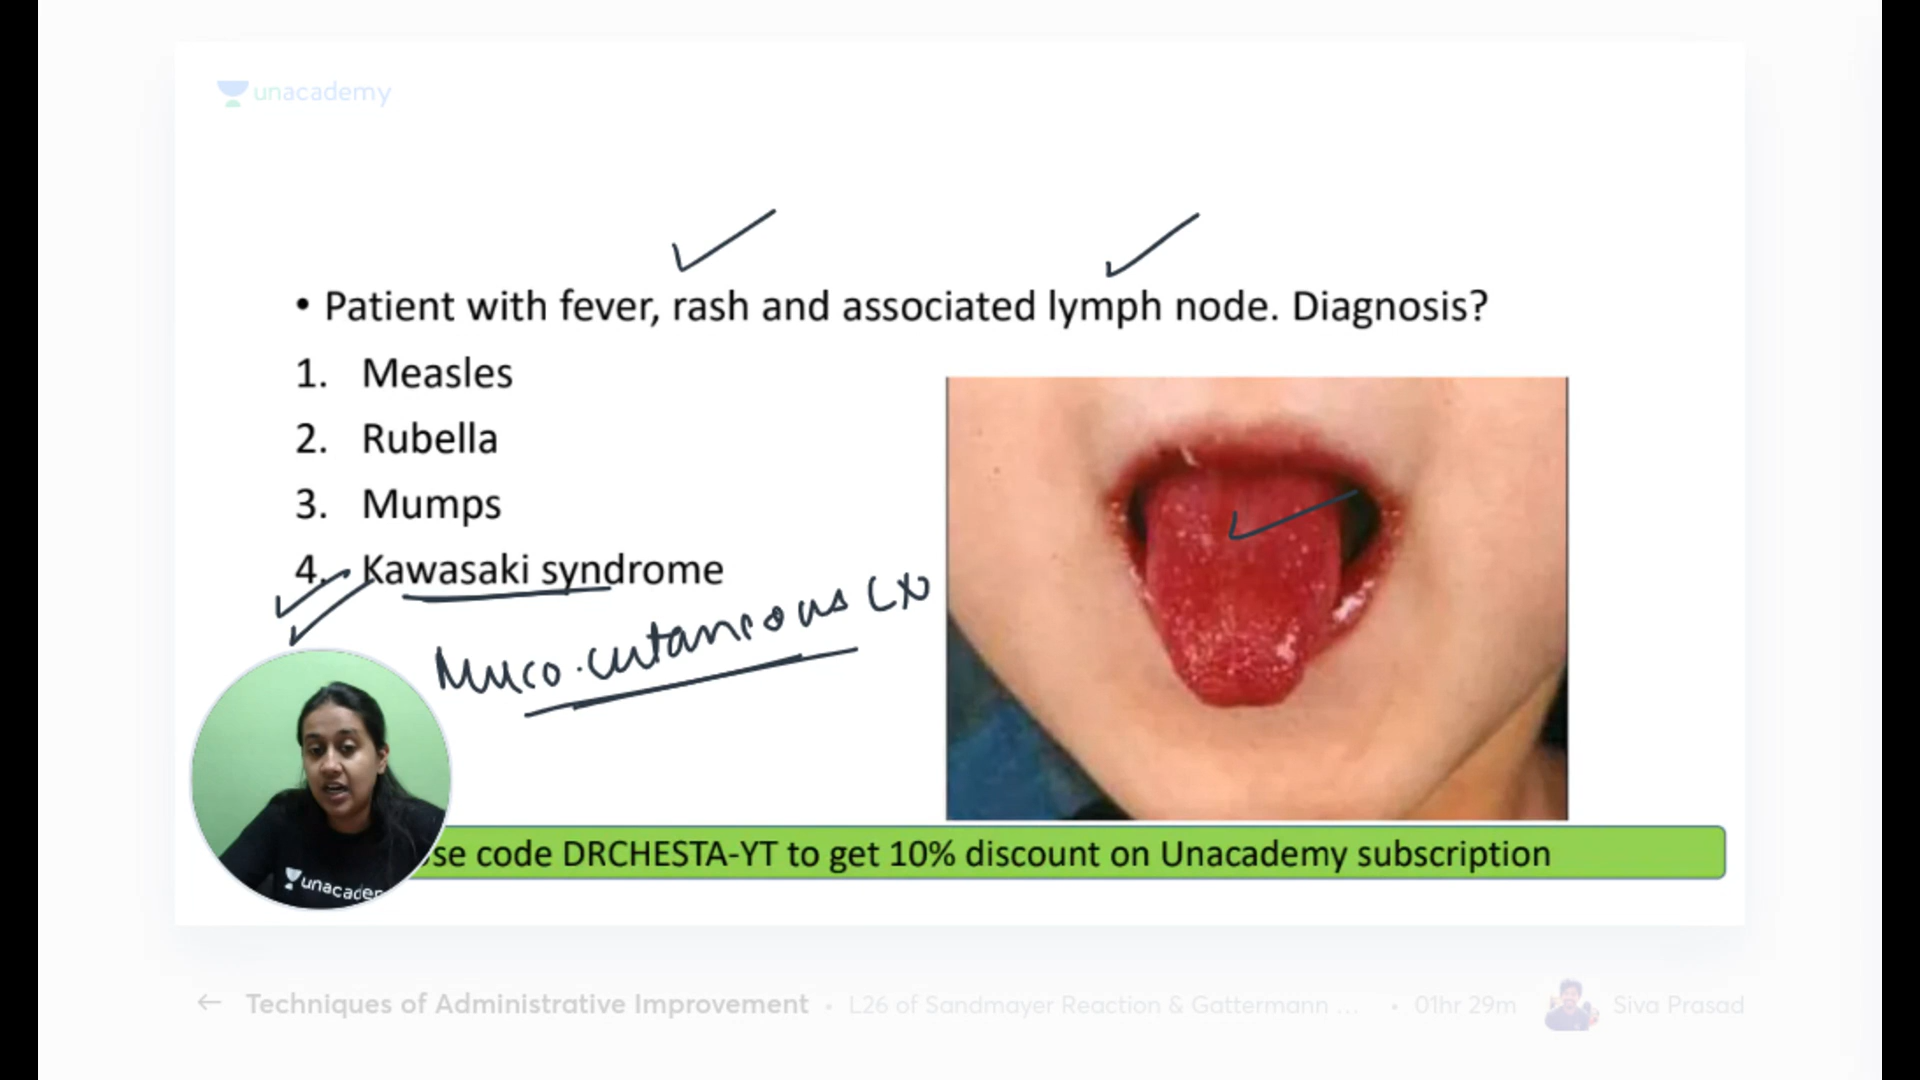 unacademy
• Patient with fever, rash and associated lymph node. Diagnosis?
1. Measles
2. Rubella
3. Mumps
4. Kawasaki syndrome
Muco-cutaneous LN
unacadem
se code DRCHESTA-YT to get 10% discount on Unacademy subscription
← Techniques of Administrative Improvement • L26 of Sandmayer Reaction & Gattermann ... • 01hr 29m Siva Prasad